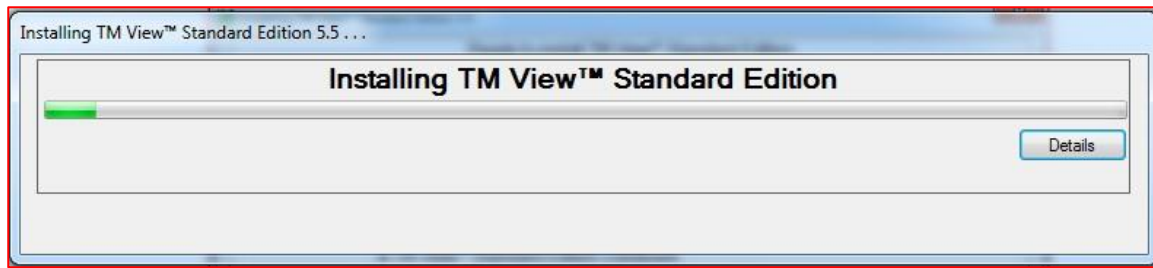 Installing TM View™ Standard Edition 5.5 . . .
Installing TM View™ Standard Edition
Details